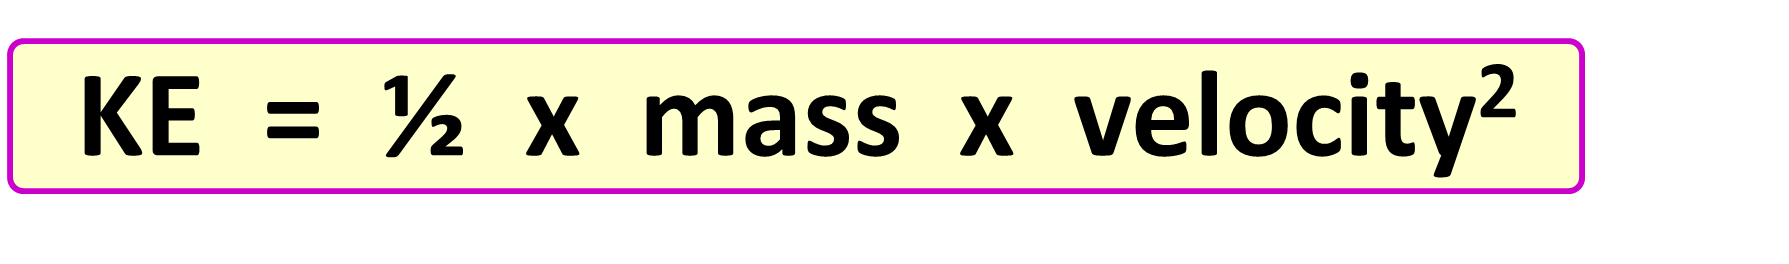 KE = ½ x mass x velocity²